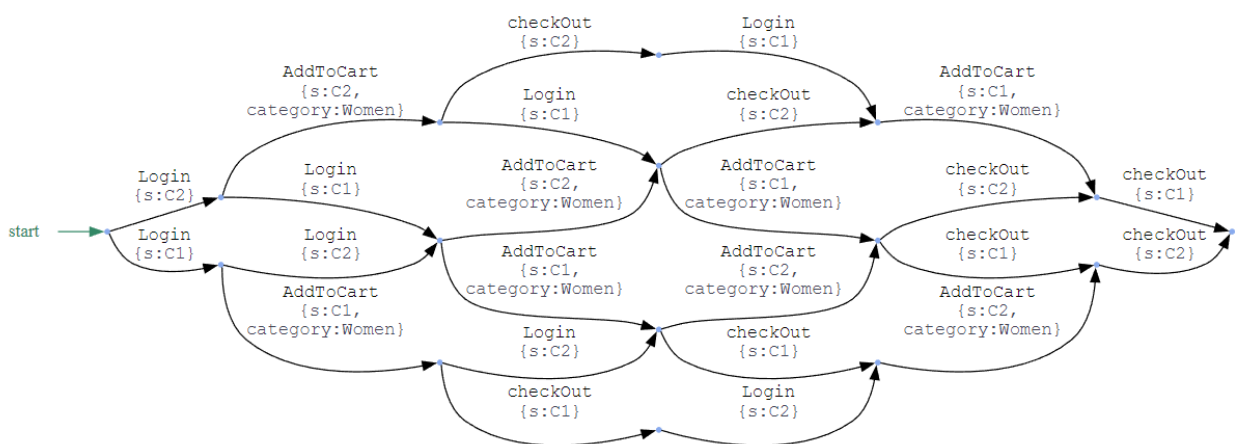 checkOut
{s:C2}
Login
{s:C1}
AddToCart
{s:C2,
category:Women}
Login
{s:C1}
checkOut
{s:C2}
AddToCart
{s:C1,
category:Women}
Login
{s:C2}
Login
{s:C1}
AddToCart
{s:C2,
category:Women}
AddToCart
{s:C1,
category:Women}
checkOut
{s:C2}
checkOut
{s:C1}
start
Login
{s:C1}
Login
{s:C2}
AddToCart
{s:C1,
category:Women}
AddToCart
{s:C2,
category:Women}
checkOut
{s:C1}
checkOut
{s:C2}
AddToCart
{s:C1,
category:Women}
Login
{s:C2}
checkOut
{s:C1}
AddToCart
{s:C2,
category:Women}
checkOut
{s:C1}
Login
{s:C2}